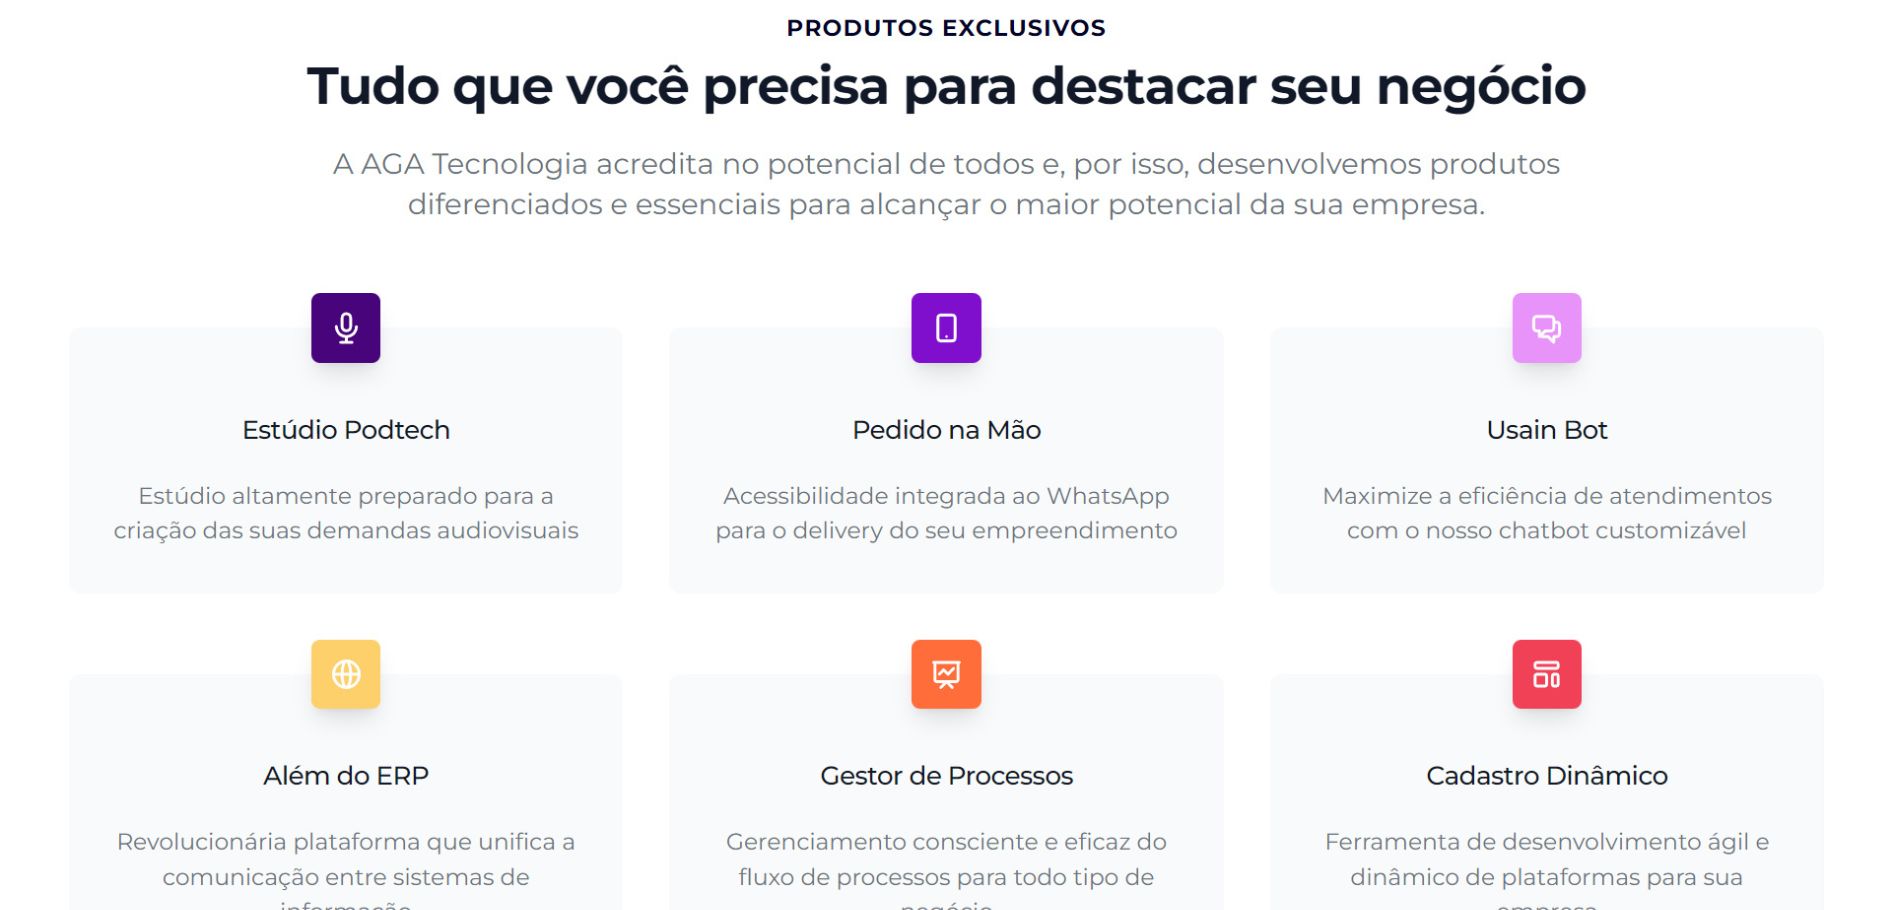 PRODUTOS EXCLUSIVOS
Tudo que você precisa para destacar seu negócio
A AGA Tecnologia acredita no potencial de todos e, por isso, desenvolvemos produtos
diferenciados e essenciais para alcançar o maior potencial da sua empresa.
Estúdio Podtech
Estúdio altamente preparado para a
criação das suas demandas audiovisuais
Pedido na Mão
Acessibilidade integrada ao WhatsApp
para o delivery do seu empreendimento
Usain Bot
Maximize a eficiência de atendimentos
com o nosso chatbot customizável
Além do ERP
Revolucionária plataforma que unifica a
comunicação entre sistemas de
informação
Gestor de Processos
Gerenciamento consciente e eficaz do
fluxo de processos para todo tipo de
negócio
Cadastro Dinâmico
Ferramenta de desenvolvimento ágil e
dinâmico de plataformas para sua
empresa